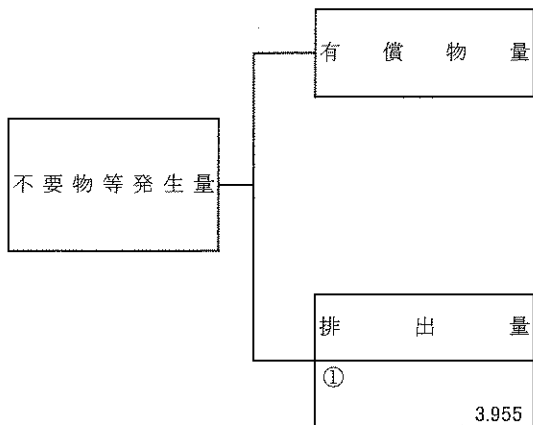 有償物量
不要物等発生量
排出量
①
3.955